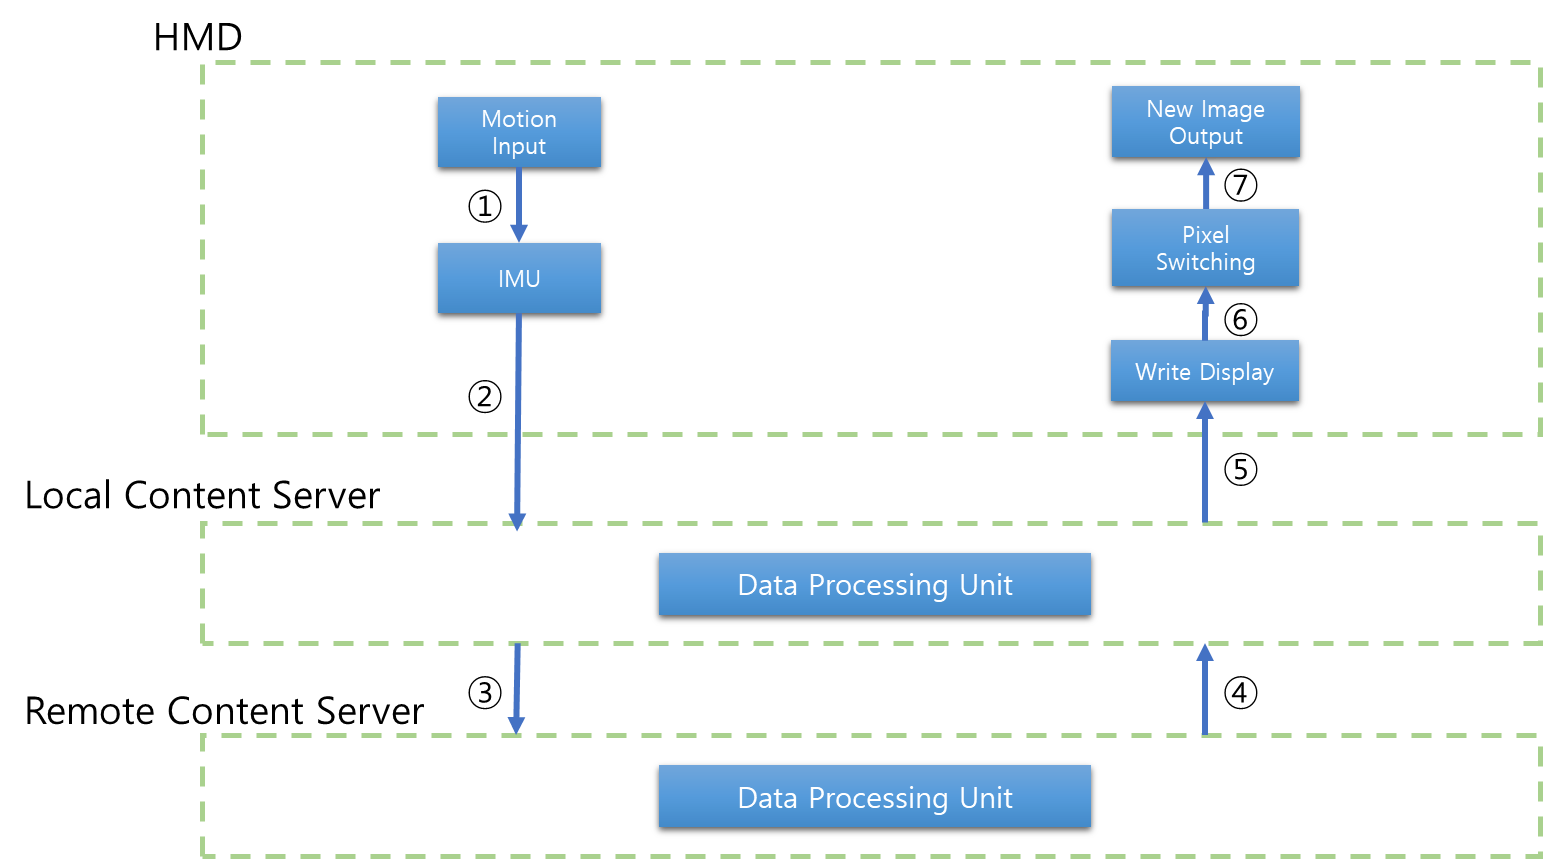 HMD
Motion
Input
①
IMU
②
New Image
Output
⑦
Pixel
Switching
⑥
Write Display
⑤
Local Content Server
Data Processing Unit
③
④
Remote Content Server
Data Processing Unit